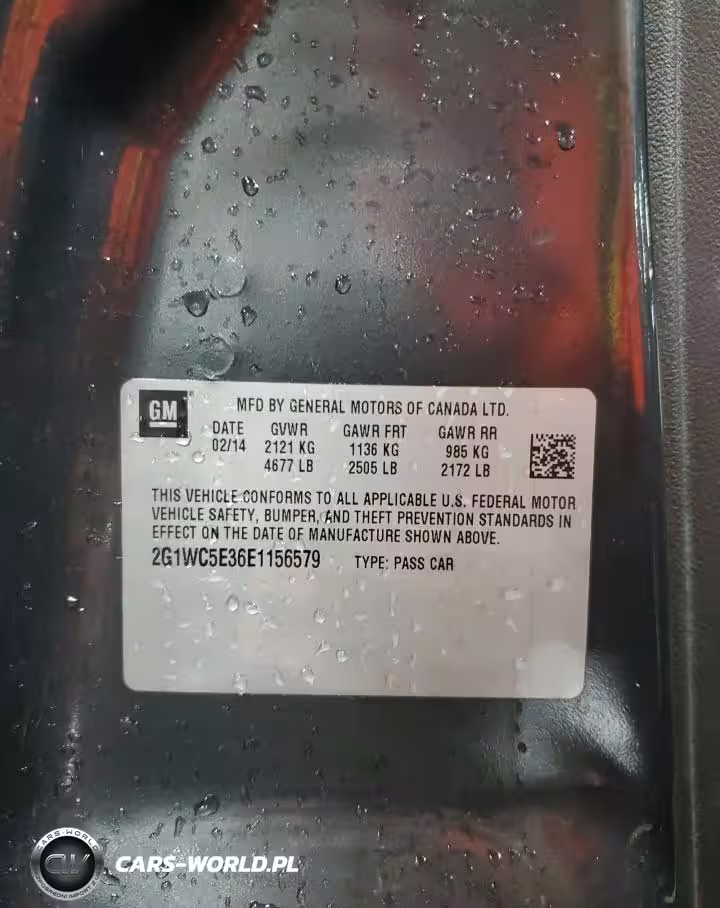 GM
MFD BY GENERAL MOTORS OF CANADA LTD.
DATE GVWR GAWR FRT GAWR RR
02/14 2121 KG 1136 KG 985 KG
4677 LB 2505 LB 2172 LB
THIS VEHICLE CONFORMS TO ALL APPLICABLE U.S. FEDERAL MOTOR
VEHICLE SAFETY, BUMPER, AND THEFT PREVENTION STANDARDS IN
EFFECT ON THE DATE OF MANUFACTURE SHOWN ABOVE.
2G1WC5E36E1156579 TYPE: PASS CAR
CARS-WORLD
CW
CARS-WORLD.PL